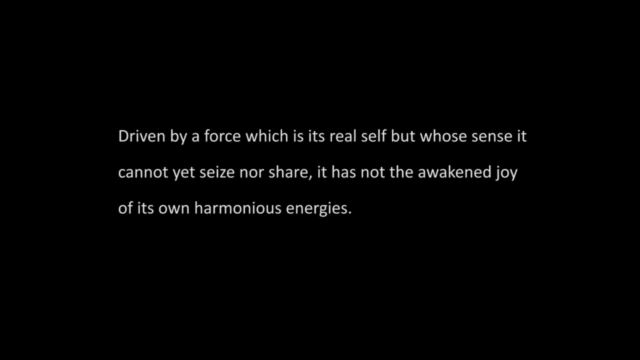 Driven by a force which is its real self but whose sense it
cannot yet seize nor share, it has not the awakened joy
of its own harmonious energies.